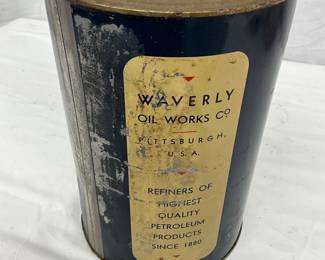 WAVERLY
OIL WORKS CO
PITTSBURGH,
U.S.A.
REFINERS OF
HIGHEST
QUALITY
PETROLEUM
PRODUCTS
SINCE 1880